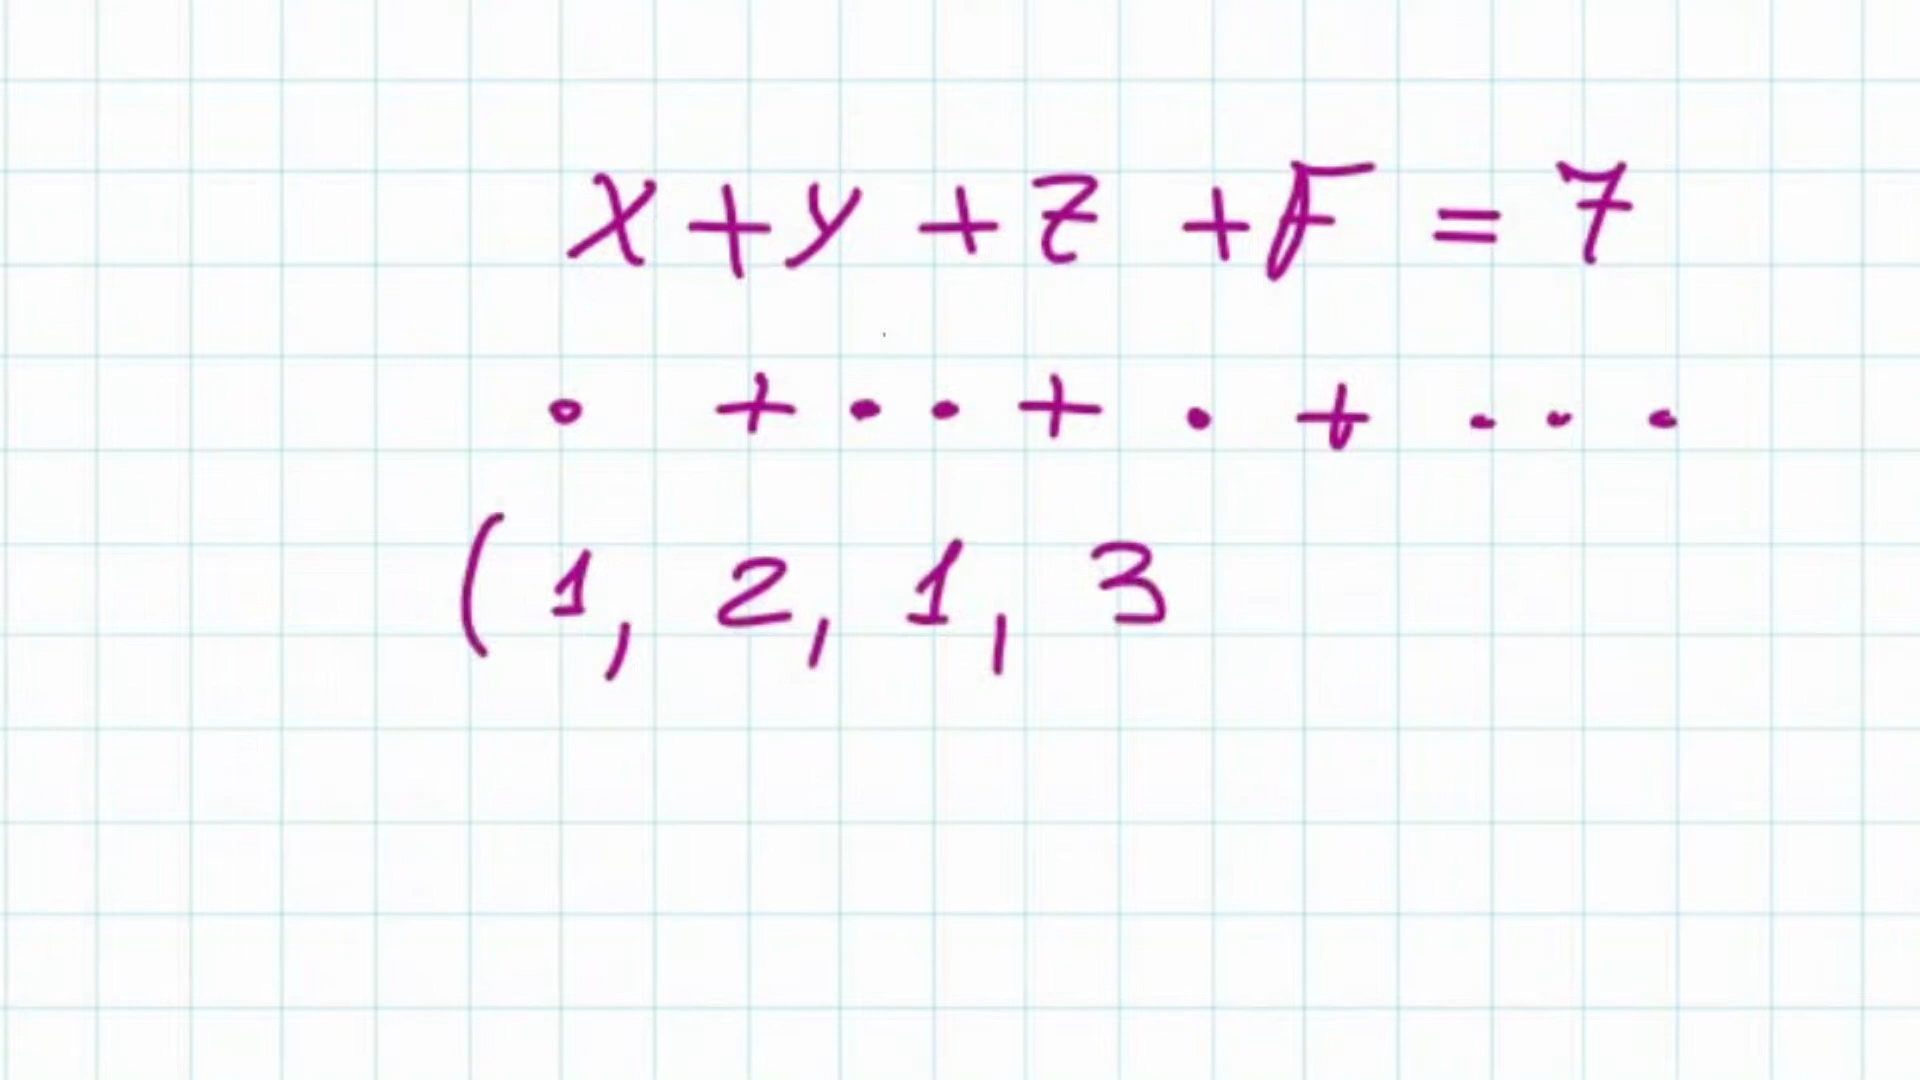 x + y + z + F = 7
. + . . + . + . . .
( 1, 2, 1, 3